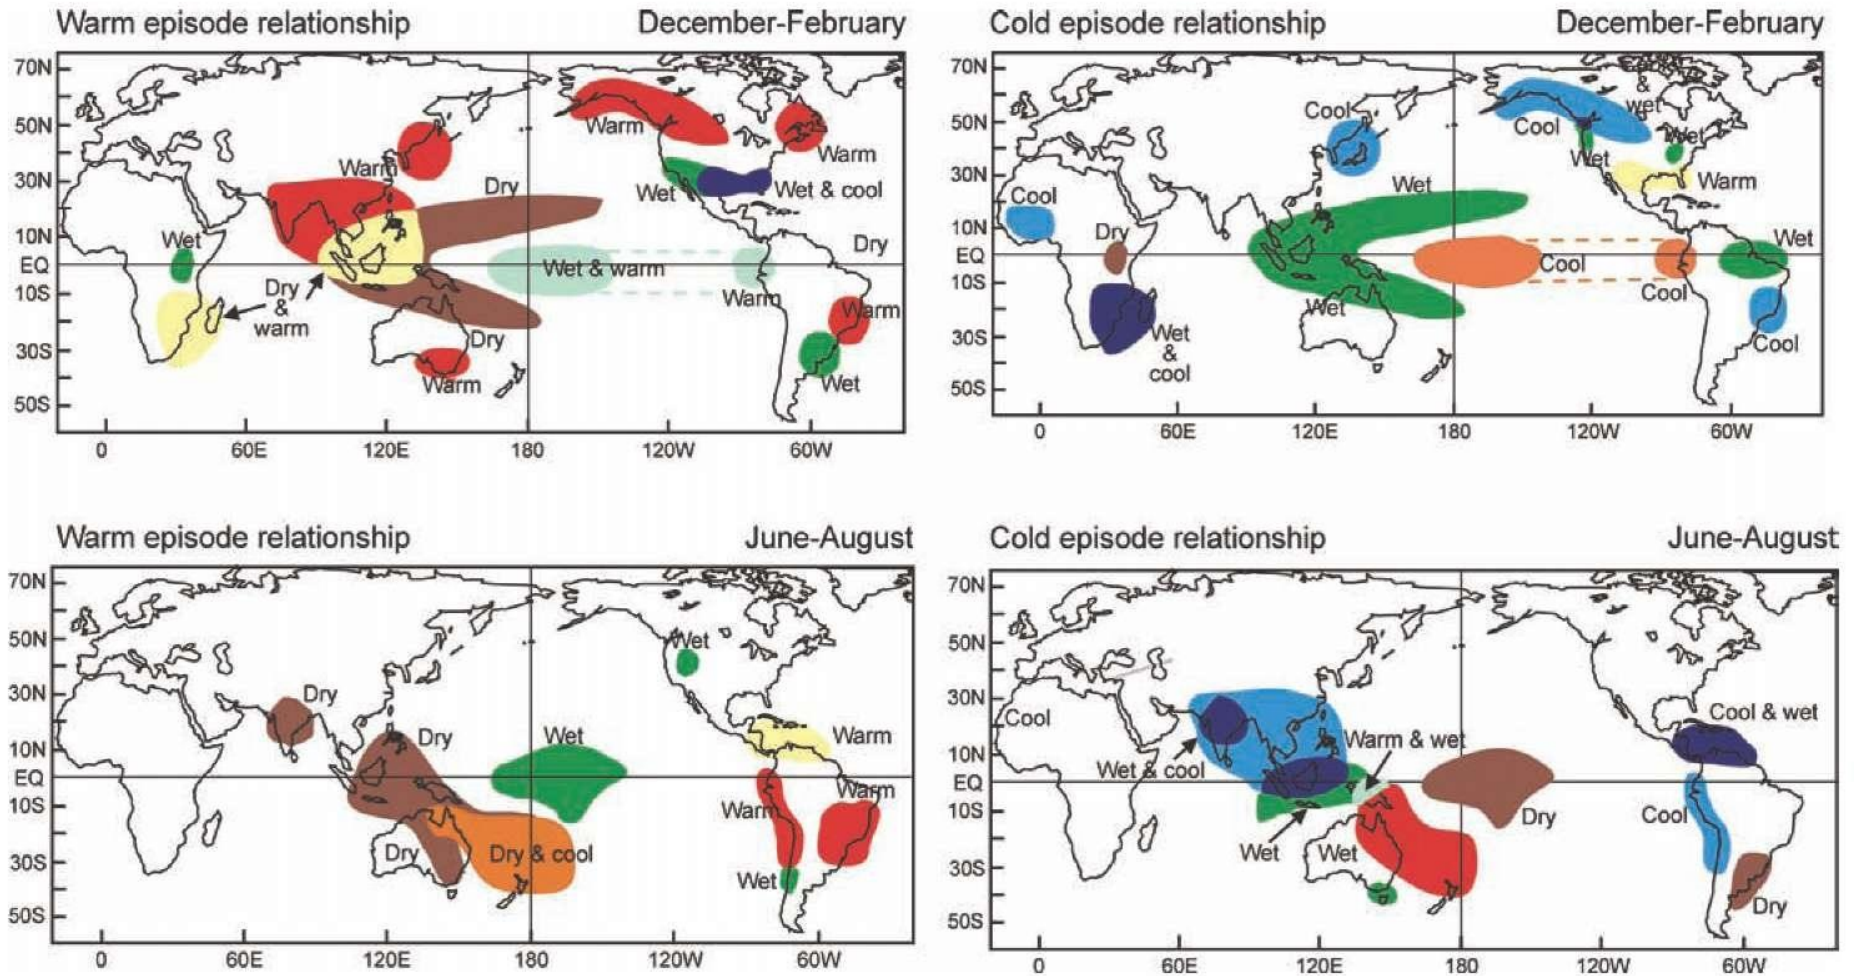 Warm episode relationship December-February
70N
50N
30N
10N
EQ
10S
30S
50S
Warm
Warm
Warm
Dry
Wet
Wet & cool
Wet
Dry
Wet & warm
Dry
&
warm
Warm
Warm
Dry
Warm
Wet
0 60E 120E 180 120W 60W
Cold episode relationship December-February
70N
50N
30N
10N
EQ
10S
30S
50S
&
wet
Cool
Cool
Wet
Wet
Warm
Cool
Wet
Dry
Wet
Cool
Cool
Wet
Wet
&
cool
Cool
0 60E 120E 180 120W 60W
Warm episode relationship June-August
70N
50N
30N
10N
EQ
10S
30S
50S
Wet
Dry
Dry
Wet
Warm
Warm
Warm
Dry
Dry & cool
Wet
0 60E 120E 180 120W 60W
Cold episode relationship June-August
70N
50N
30N
10N
EQ
10S
30S
50S
Cool
Cool & wet
Warm & wet
Wet & cool
Dry
Cool
Wet
Wet
Dry
0 60E 120E 180 120W 60W